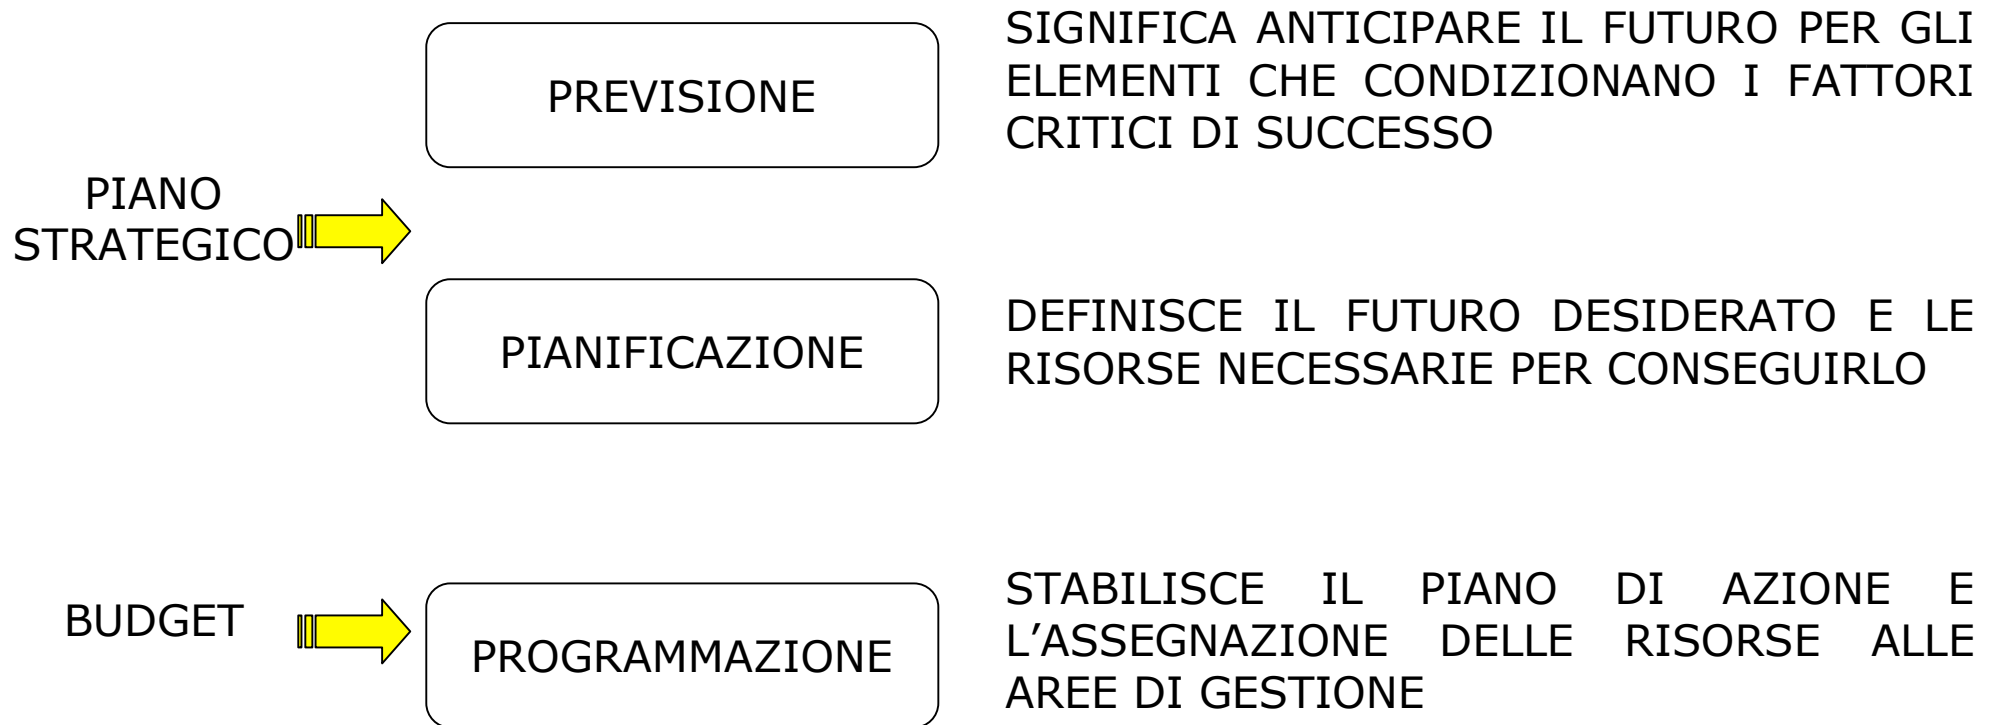 PREVISIONE
SIGNIFICA ANTICIPARE IL FUTURO PER GLI
ELEMENTI CHE CONDIZIONANO I FATTORI
CRITICI DI SUCCESSO
PIANO
STRATEGICO
PIANIFICAZIONE
DEFINISCE IL FUTURO DESIDERATO E LE
RISORSE NECESSARIE PER CONSEGUIRLO
BUDGET
PROGRAMMAZIONE
STABILISCE IL PIANO DI AZIONE E
L’ASSEGNAZIONE DELLE RISORSE ALLE
AREE DI GESTIONE